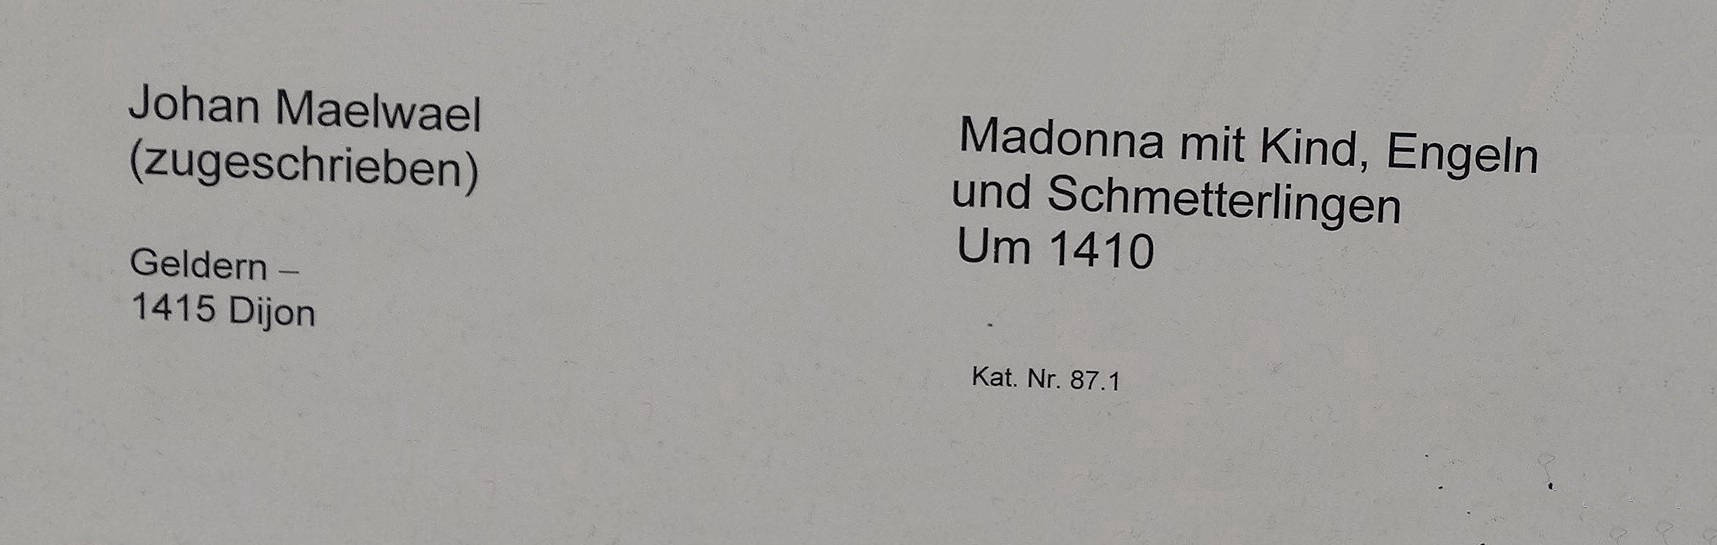 Johan Maelwael
(zugeschrieben)
Geldern –
1415 Dijon
Madonna mit Kind, Engeln
und Schmetterlingen
Um 1410
Kat. Nr. 87.1